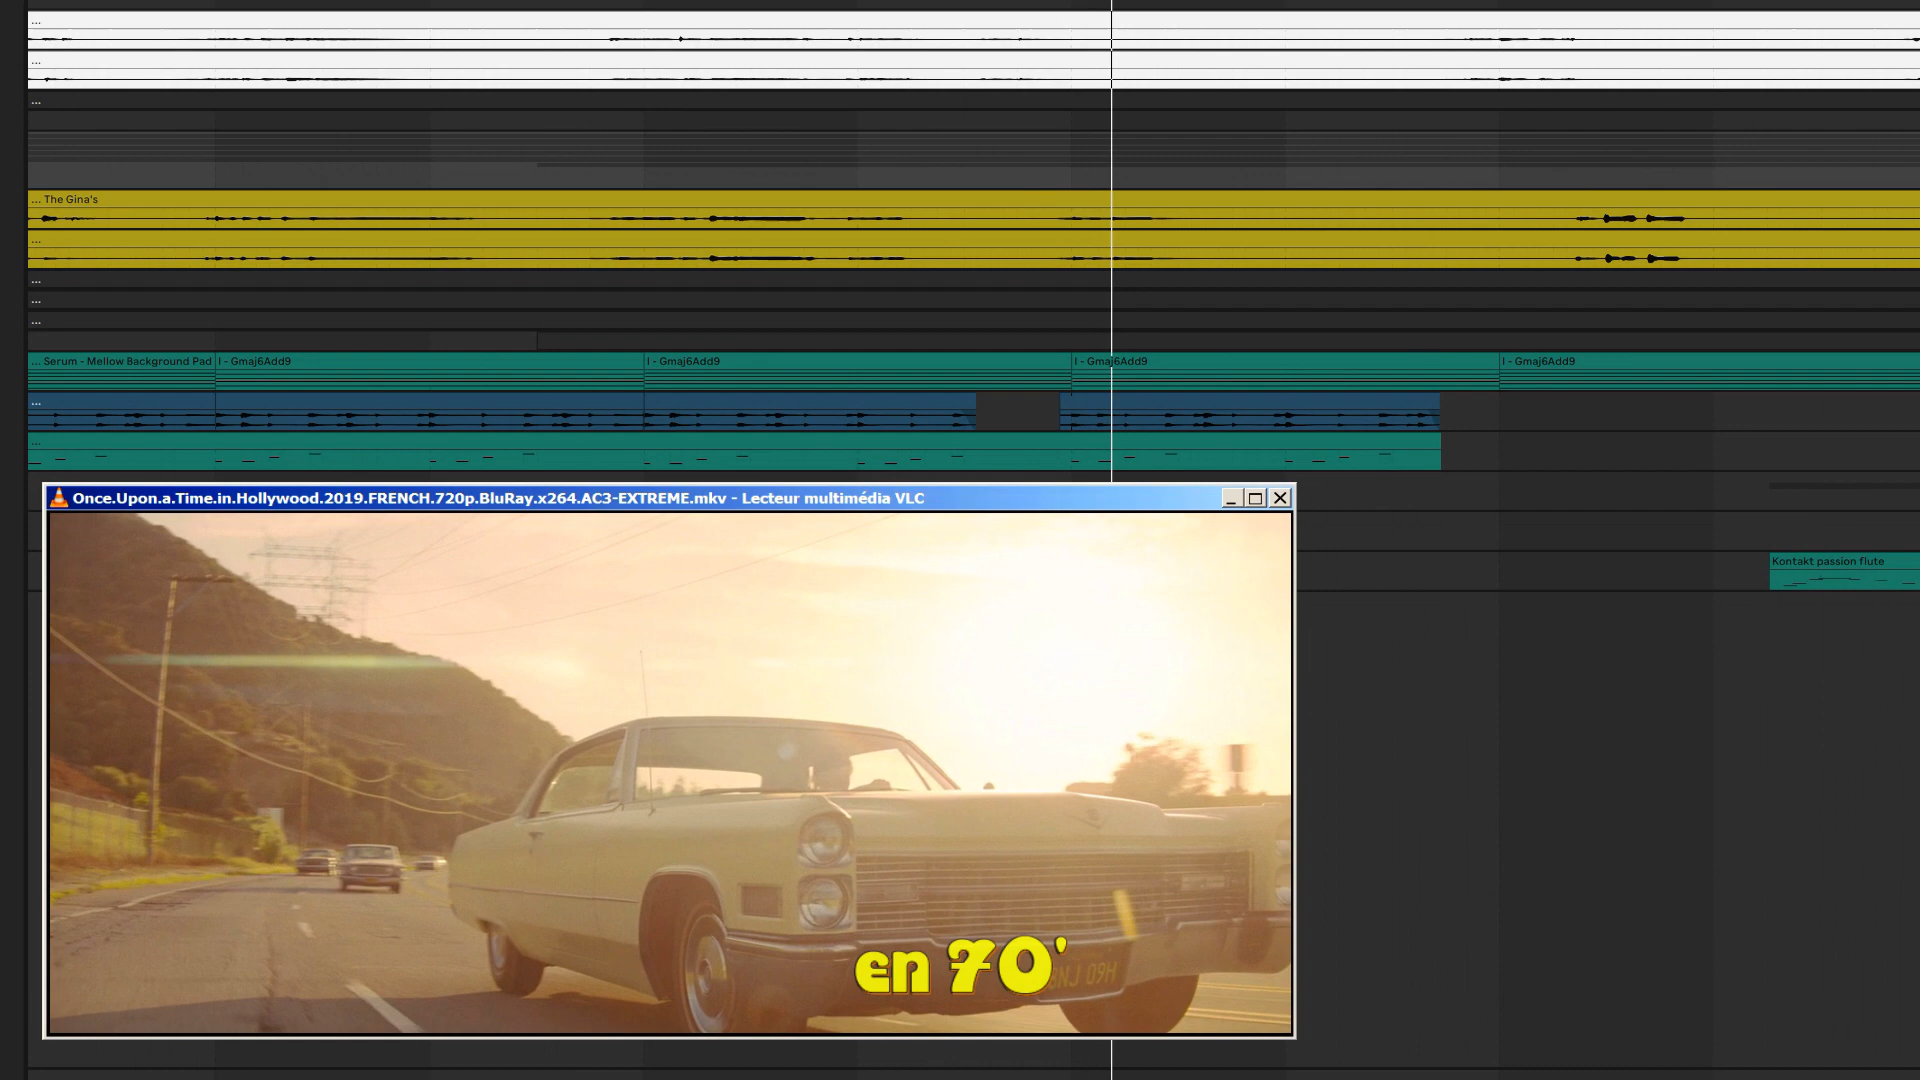 ...
...
...
... The Gina's
...
...
...
...
... Serum - Mellow Background Pad
I - Gmaj6Add9
I - Gmaj6Add9
I - Gmaj6Add9
I - Gmaj6Add9
...
...
Once.Upon.a.Time.in.Hollywood.2019.FRENCH.720p.BluRay.x264.AC3-EXTREME.mkv - Lecteur multimédia VLC
Kontakt passion flute
en 70'